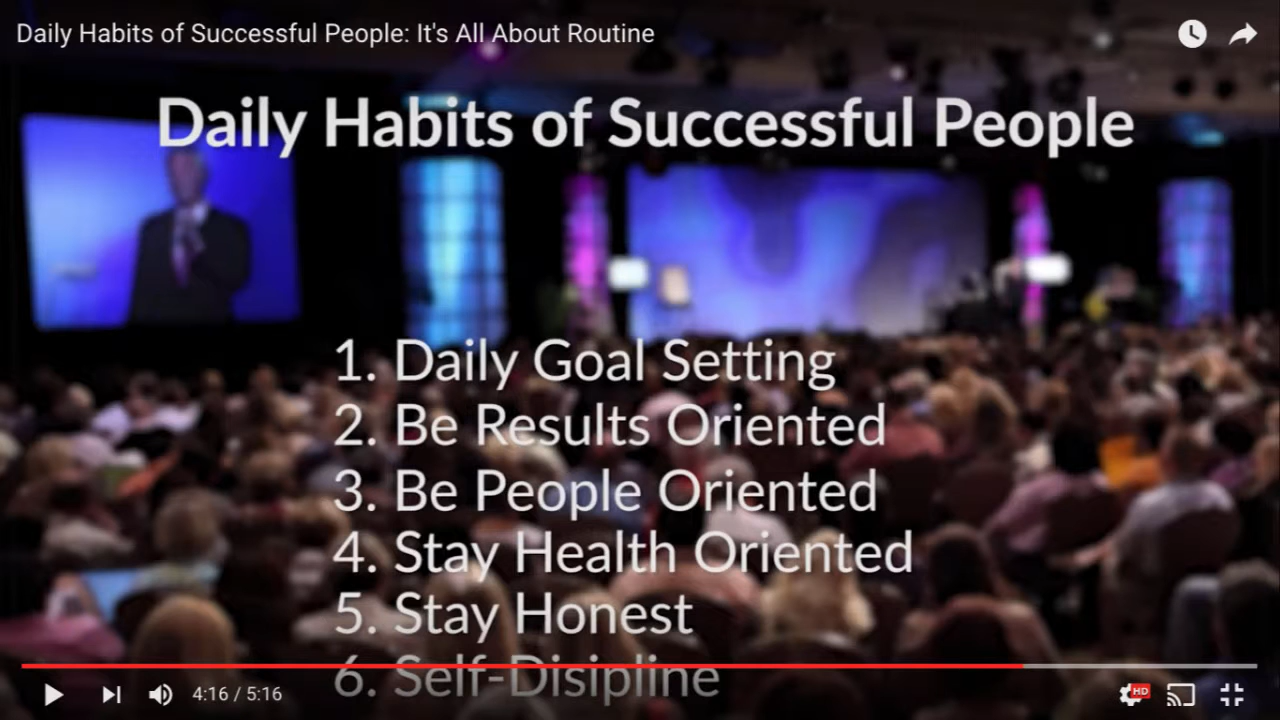 Daily Habits of Successful People: It's All About Routine
Daily Habits of Successful People
1. Daily Goal Setting
2. Be Results Oriented
3. Be People Oriented
4. Stay Health Oriented
5. Stay Honest
6. Self-Disipline
4:16 / 5:16
HD